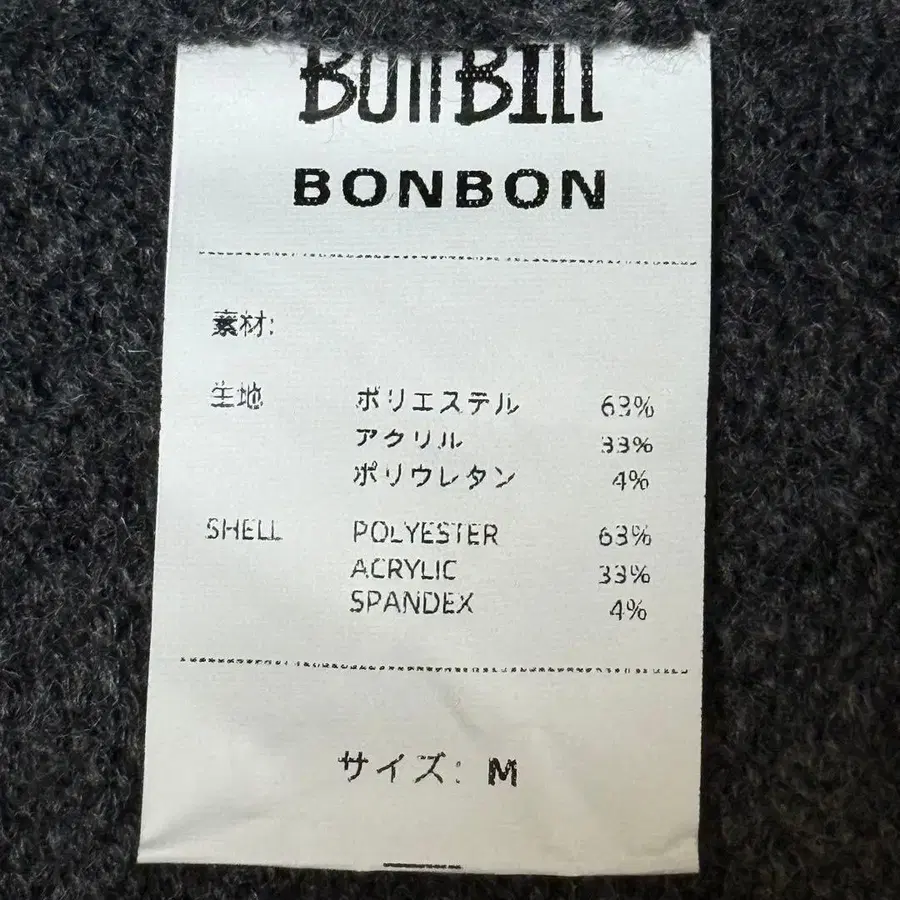 BONBON
素材:
生地 ポリエステル 63%
アクリル 33%
ポリウレタン 4%
SHELL POLYESTER 63%
ACRYLIC 33%
SPANDEX 4%
サイズ: M